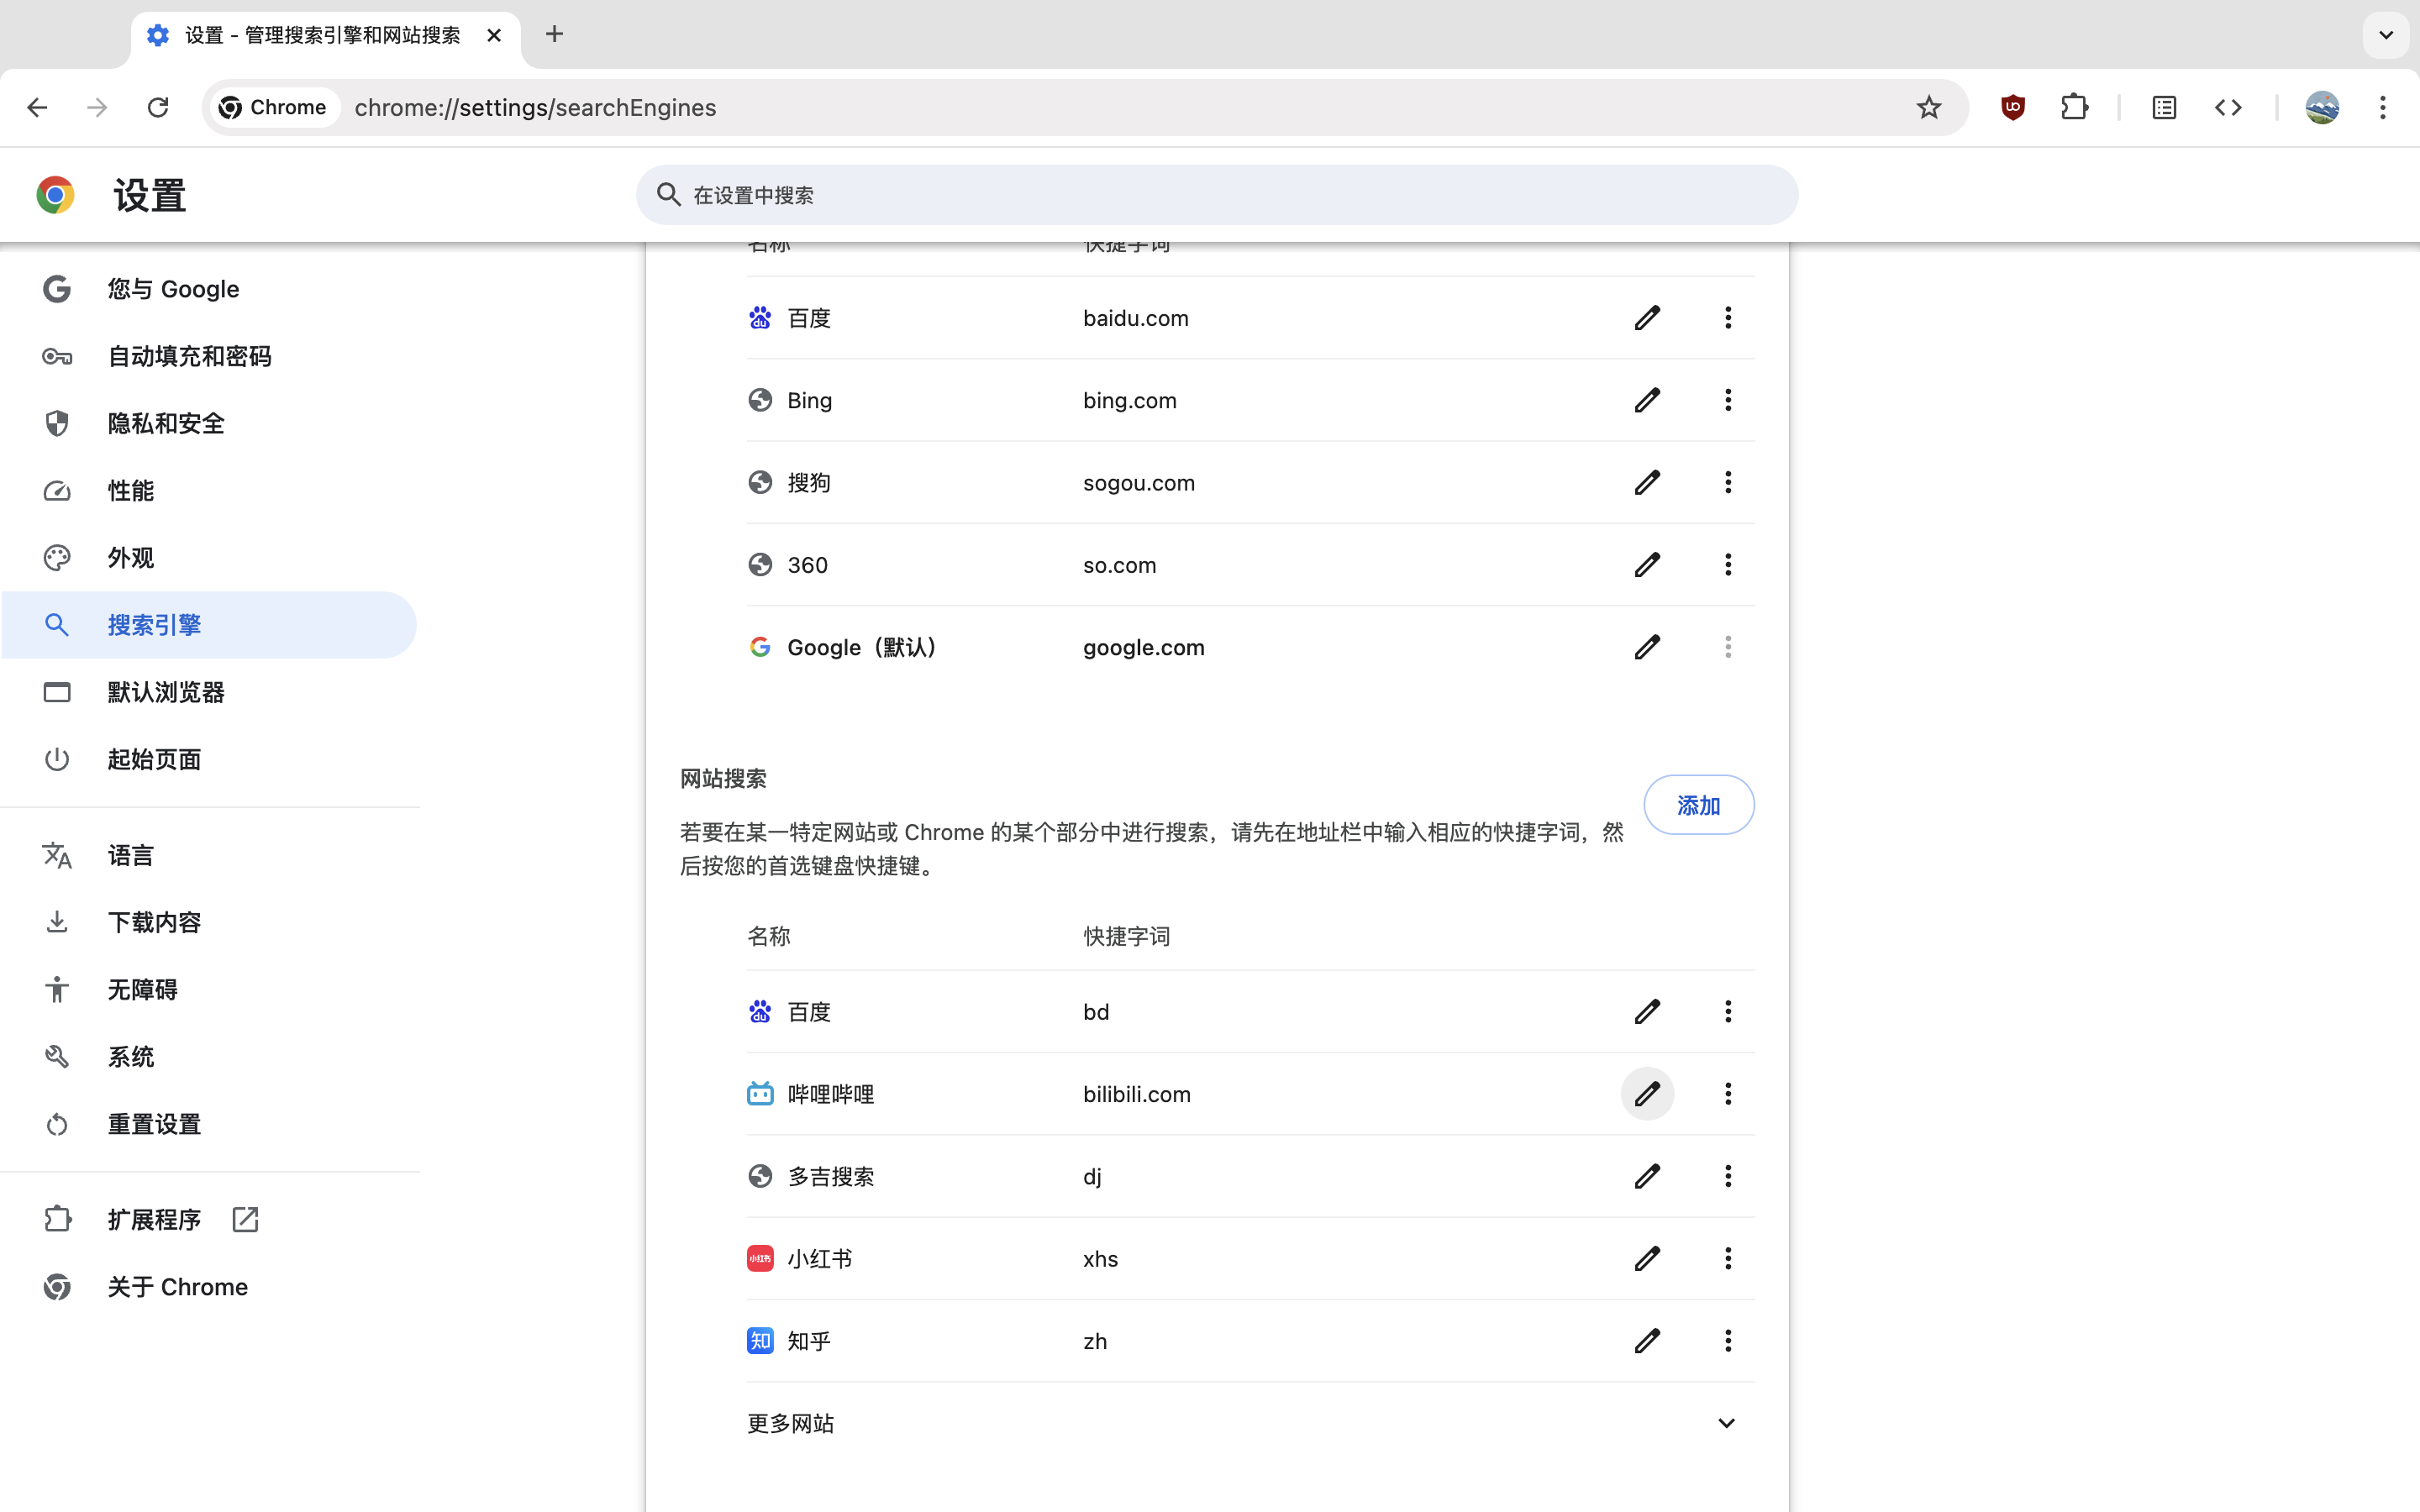 设置 - 管理搜索引擎和网站搜索
Chrome
chrome://settings/searchEngines
设置
在设置中搜索
您与 Google
自动填充和密码
隐私和安全
性能
外观
搜索引擎
默认浏览器
起始页面
语言
下载内容
无障碍
系统
重置设置
扩展程序
关于 Chrome
名称 快捷字词
百度 baidu.com
Bing bing.com
搜狗 sogou.com
360 so.com
Google（默认） google.com
网站搜索
添加
若要在某一特定网站或 Chrome 的某个部分中进行搜索，请先在地址栏中输入相应的快捷字词，然
后按您的首选键盘快捷键。
名称 快捷字词
百度 bd
哔哩哔哩 bilibili.com
多吉搜索 dj
小红书 小红书 xhs
知 知乎 zh
更多网站